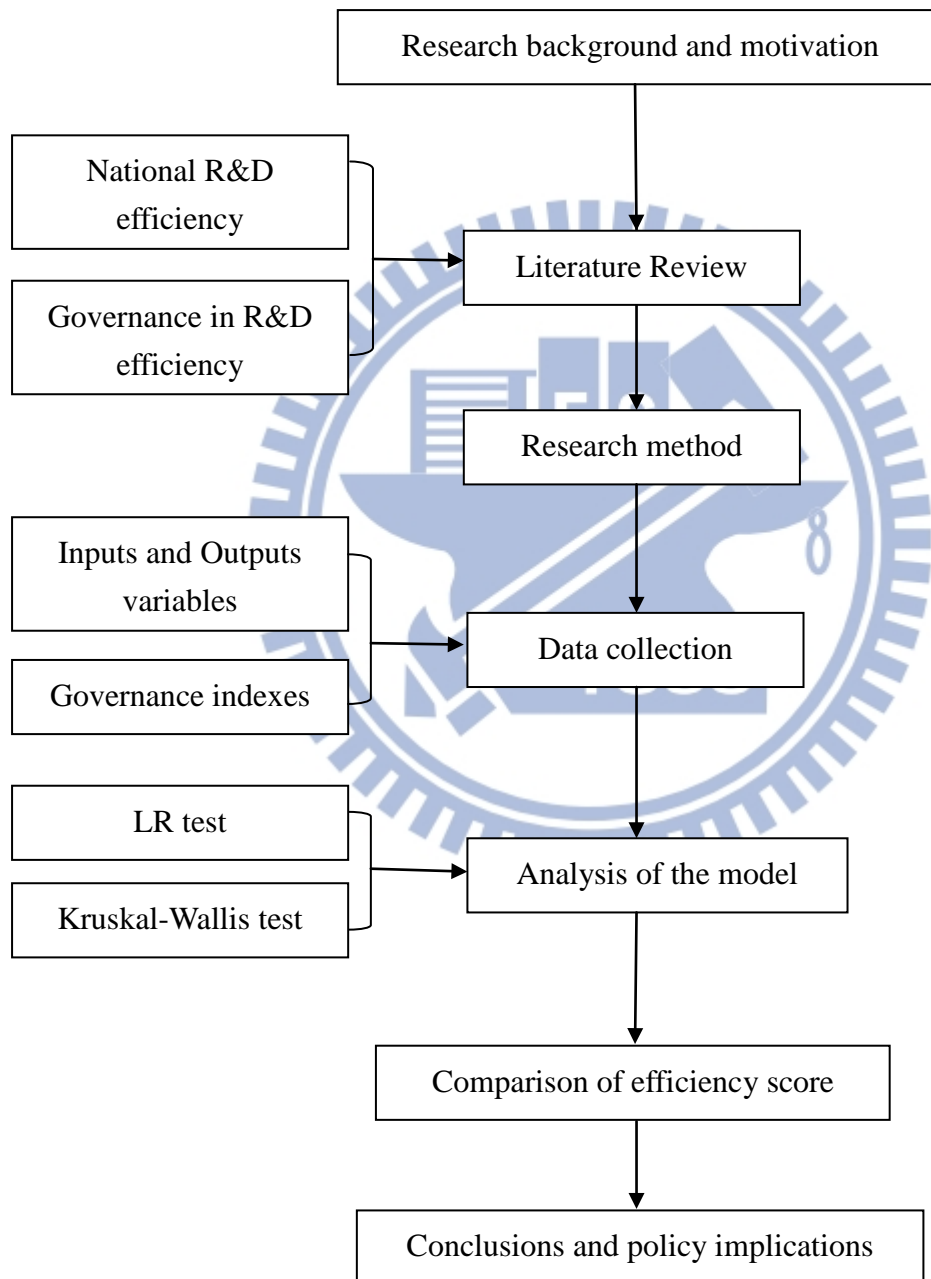 Research background and motivation
National R&D
efficiency
Literature Review
Governance in R&D
efficiency
Research method
Inputs and Outputs
variables
Data collection
Governance indexes
LR test
Analysis of the model
Kruskal-Wallis test
Comparison of efficiency score
Conclusions and policy implications